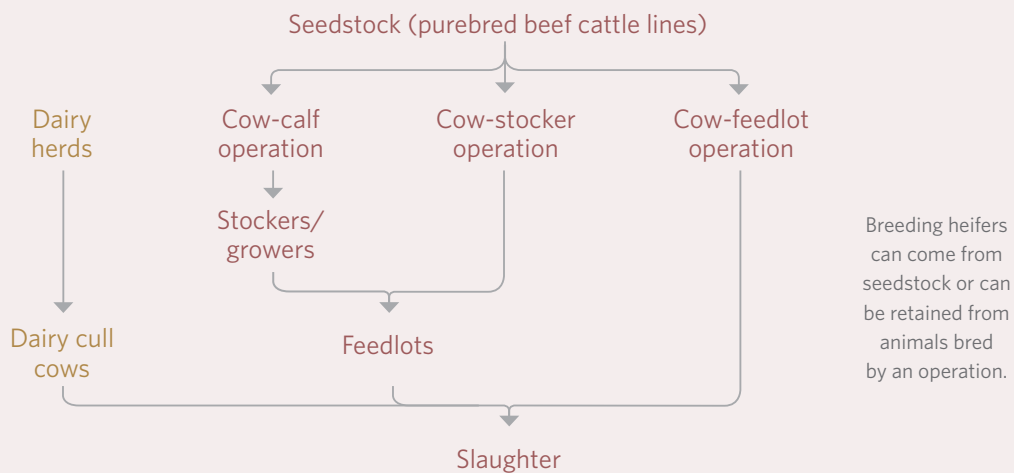 Seedstock (purebred beef cattle lines)
Dairy
herds
Cow-calf
operation
Cow-stocker
operation
Cow-feedlot
operation
Stockers/
growers
Breeding heifers
can come from
seedstock or can
be retained from
animals bred
by an operation.
Dairy cull
cows
Feedlots
Slaughter